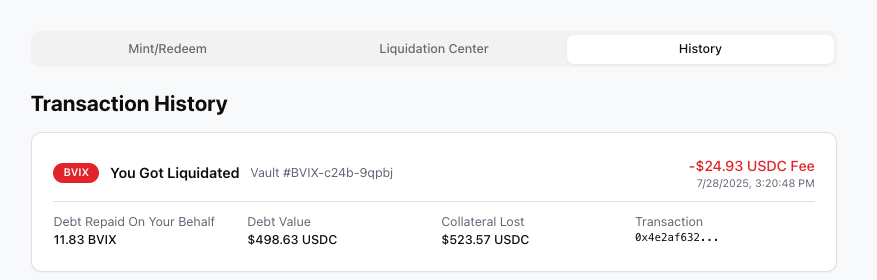 Mint/Redeem
Liquidation Center
History
Transaction History
BVIX You Got Liquidated Vault #BVIX-c24b-9qpbj
-$24.93 USDC Fee
7/28/2025, 3:20:48 PM
Debt Repaid On Your Behalf
11.83 BVIX
Debt Value
$498.63 USDC
Collateral Lost
$523.57 USDC
Transaction
0x4e2af632...